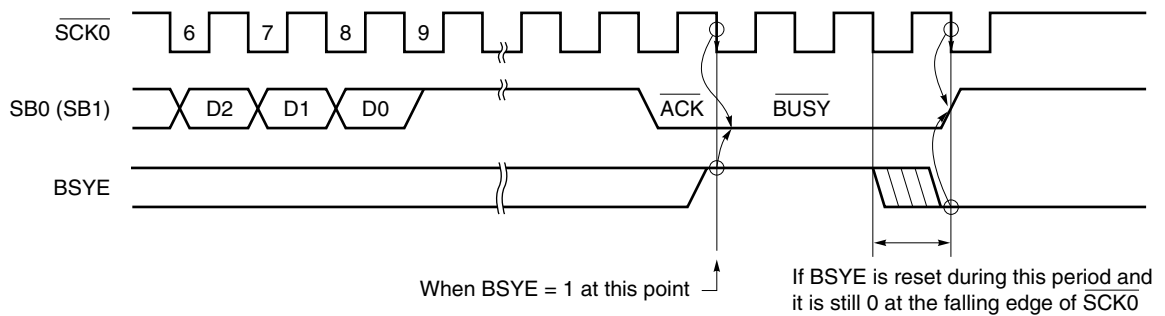 SCK0 6 7 8 9
SB0 (SB1) D2 D1 D0 ACK BUSY
BSYE
When BSYE = 1 at this point
If BSYE is reset during this period and
it is still 0 at the falling edge of SCK0